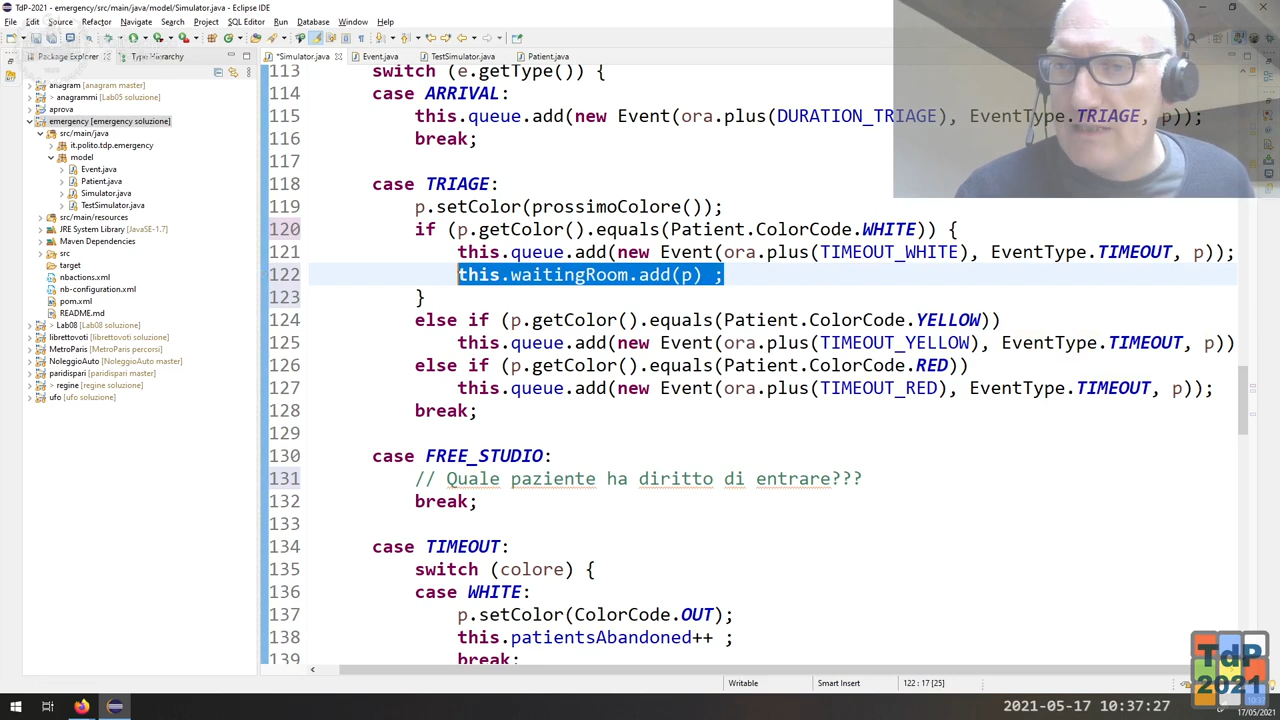 TdP-2021 - emergency/src/main/java/model/Simulator.java - Eclipse IDE
File Edit Source Refactor Navigate Search Project SQL Editor Run Database Window Help
Package Explorer Type Hierarchy
*Simulator.java Event.java TestSimulator.java Patient.java
anagram [anagram master]
> anagrammi [Lab05 soluzione]
aprova
emergency [emergency soluzione]
src/main/java
it.polito.tdp.emergency
model
Event.java
Patient.java
Simulator.java
TestSimulator.java
src/main/resources
JRE System Library [JavaSE-1.7]
Maven Dependencies
src
target
nbactions.xml
nb-configuration.xml
pom.xml
README.md
> Lab08 [Lab08 soluzione]
librettovoti [librettovoti soluzione]
MetroParis [MetroParis percorsi]
NoleggioAuto [NoleggioAuto master]
paridispari [paridispari master]
> regine [regine soluzione]
ufo [ufo soluzione]
113 switch (e.getType()) {
114 case ARRIVAL:
115 this.queue.add(new Event(ora.plus(DURATION_TRIAGE), EventType.TRIAGE, p));
116 break;
117
118 case TRIAGE:
119 p.setColor(prossimoColore());
120 if (p.getColor().equals(Patient.ColorCode.WHITE)) {
121 this.queue.add(new Event(ora.plus(TIMEOUT_WHITE), EventType.TIMEOUT, p));
122 this.waitingRoom.add(p) ;
123 }
124 else if (p.getColor().equals(Patient.ColorCode.YELLOW))
125 this.queue.add(new Event(ora.plus(TIMEOUT_YELLOW), EventType.TIMEOUT, p))
126 else if (p.getColor().equals(Patient.ColorCode.RED))
127 this.queue.add(new Event(ora.plus(TIMEOUT_RED), EventType.TIMEOUT, p));
128 break;
129
130 case FREE_STUDIO:
131 // Quale paziente ha diritto di entrare???
132 break;
133
134 case TIMEOUT:
135 switch (colore) {
136 case WHITE:
137 p.setColor(ColorCode.OUT);
138 this.patientsAbandoned++ ;
139 break;
Writable Smart Insert 122 : 17 [25]
TdP
2021
2021-05-17 10:37:27
17/05/2021